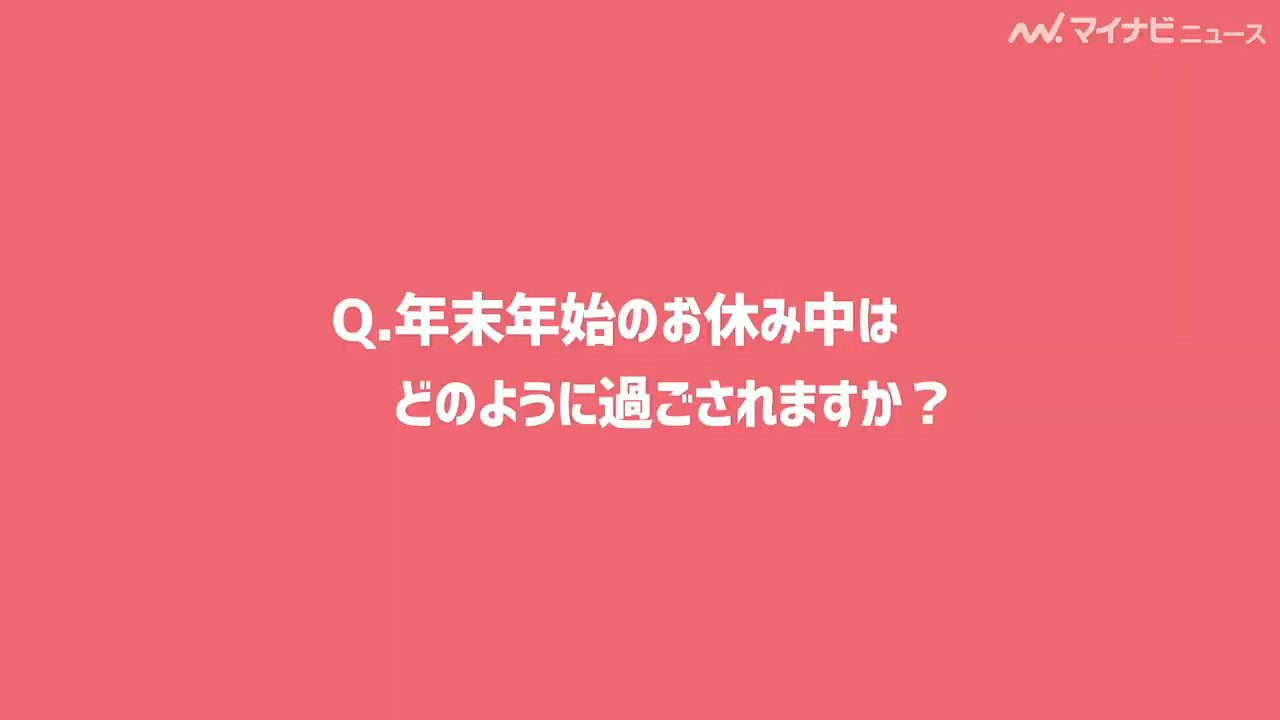 マイナビニュース
Q.年末年始のお休み中は
どのように過ごされますか？